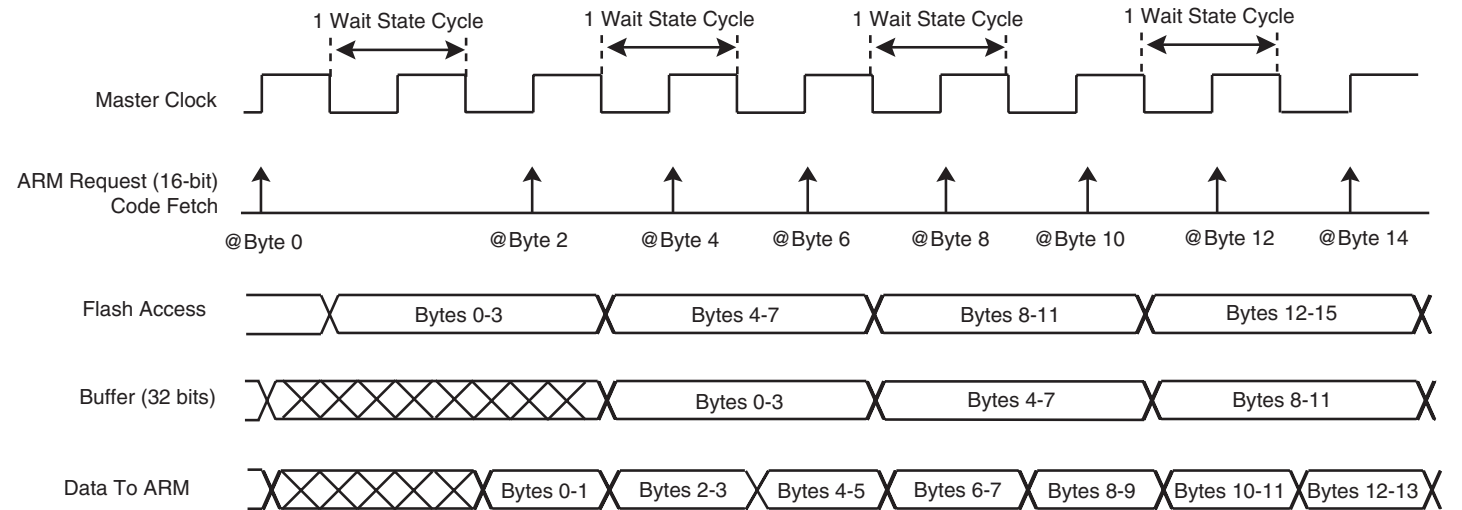 1 Wait State Cycle 1 Wait State Cycle 1 Wait State Cycle 1 Wait State Cycle
Master Clock
ARM Request (16-bit)
Code Fetch
@Byte 0 @Byte 2 @Byte 4 @Byte 6 @Byte 8 @Byte 10 @Byte 12 @Byte 14
Flash Access Bytes 0-3 Bytes 4-7 Bytes 8-11 Bytes 12-15
Buffer (32 bits) Bytes 0-3 Bytes 4-7 Bytes 8-11
Data To ARM Bytes 0-1 Bytes 2-3 Bytes 4-5 Bytes 6-7 Bytes 8-9 Bytes 10-11 Bytes 12-13